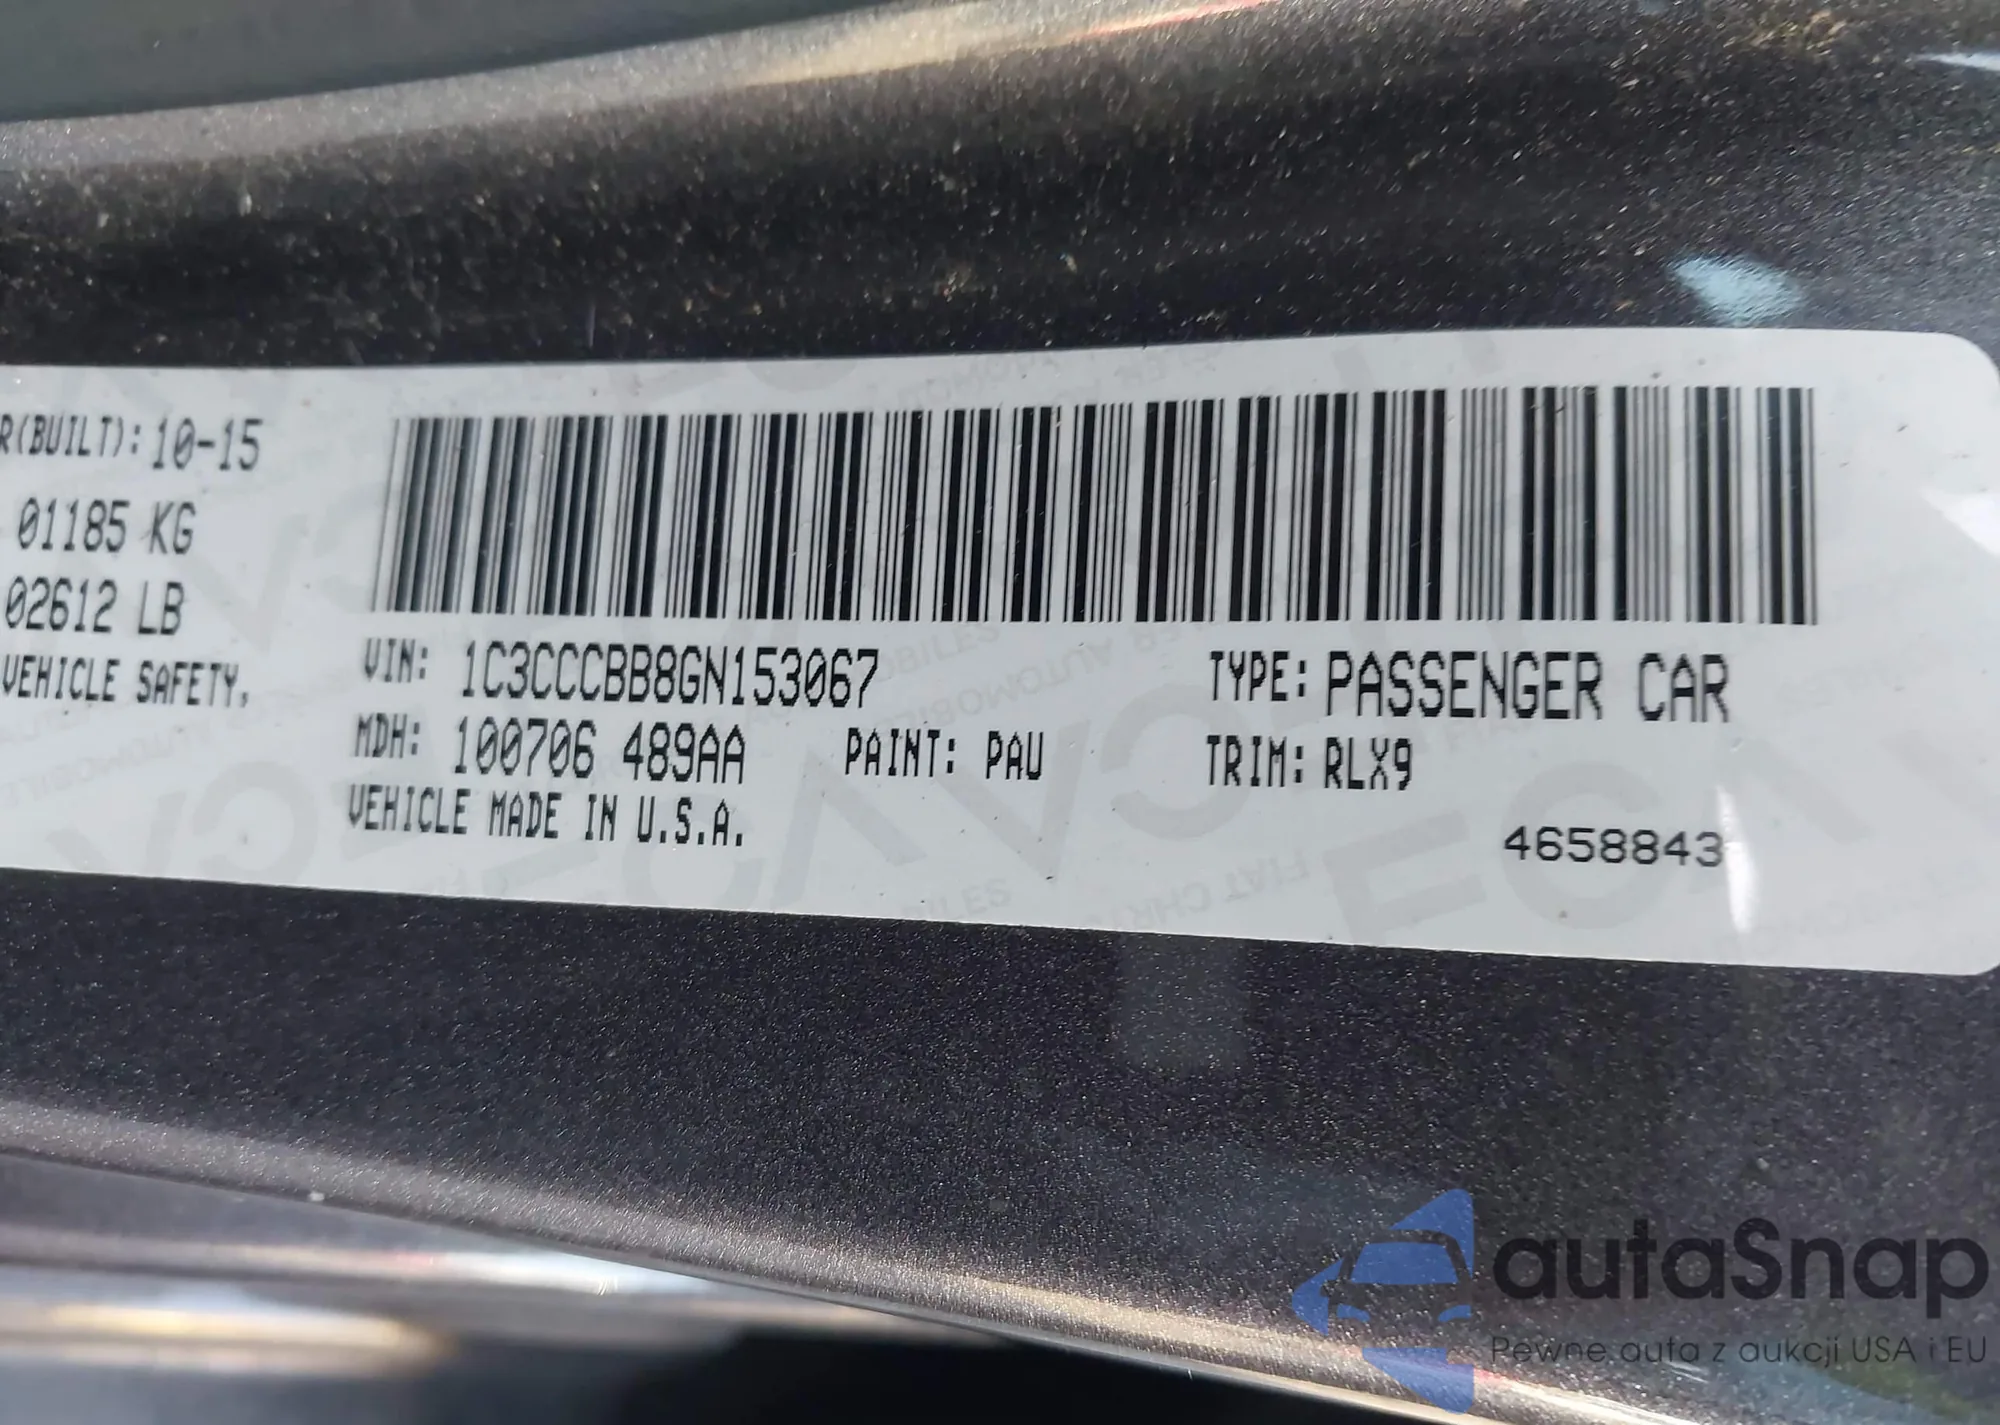 R(BUILT): 10-15
01185 KG
02612 LB
VEHICLE SAFETY,
VIN: 1C3CCCBB8GN153067
TYPE: PASSENGER CAR
MDH: 100706 489AA
PAINT: PAU
TRIM: RLX9
VEHICLE MADE IN U.S.A.
4658843
autaSnap
Pewne auta z aukcji USA i EU